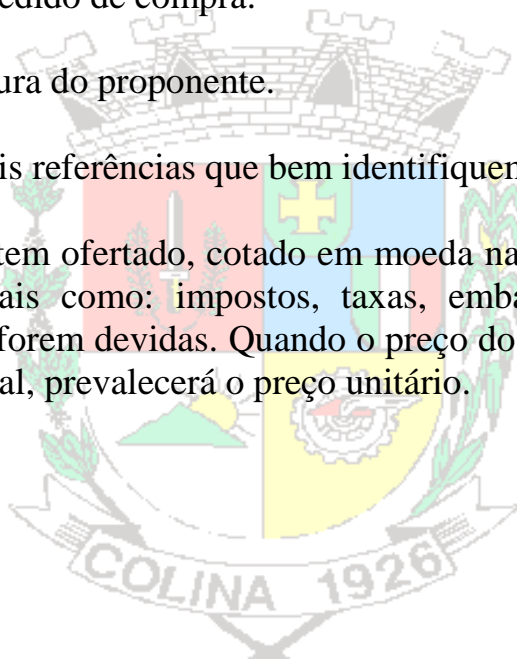 edido de compra.
ura do proponente.
is referências que bem identifiquem
tem ofertado, cotado em moeda na
ais como: impostos, taxas, emba
forem devidas. Quando o preço do
al, prevalecerá o preço unitário.
COLINA 1926